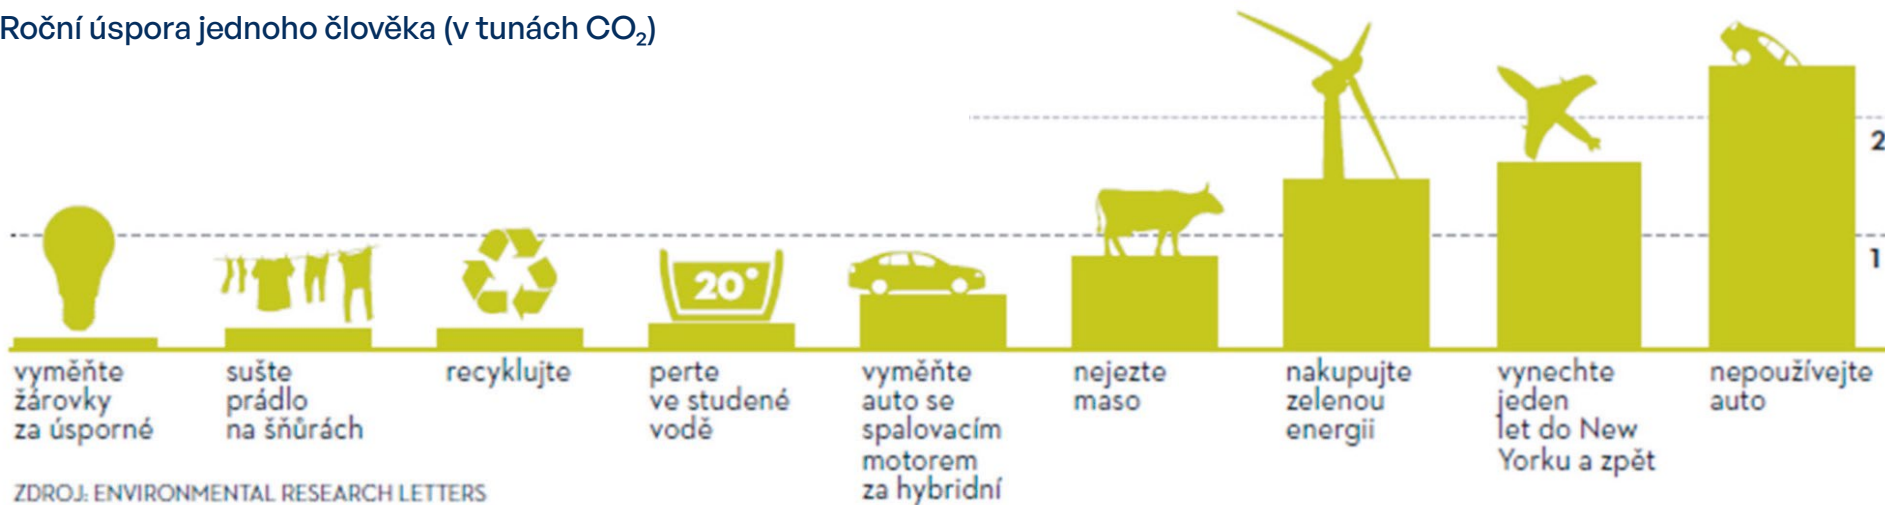 Roční úspora jednoho člověka (v tunách CO₂)
2
1
20°
vyměňte
žárovky
za úsporné
sušte
prádlo
na šňůrách
recyklujte
perte
ve studené
vodě
vyměňte
auto se
spalovacím
motorem
za hybridní
nejezte
maso
nakupujte
zelenou
energii
vynechte
jeden
let do New
Yorku a zpět
nepoužívejte
auto
ZDROJ: ENVIRONMENTAL RESEARCH LETTERS